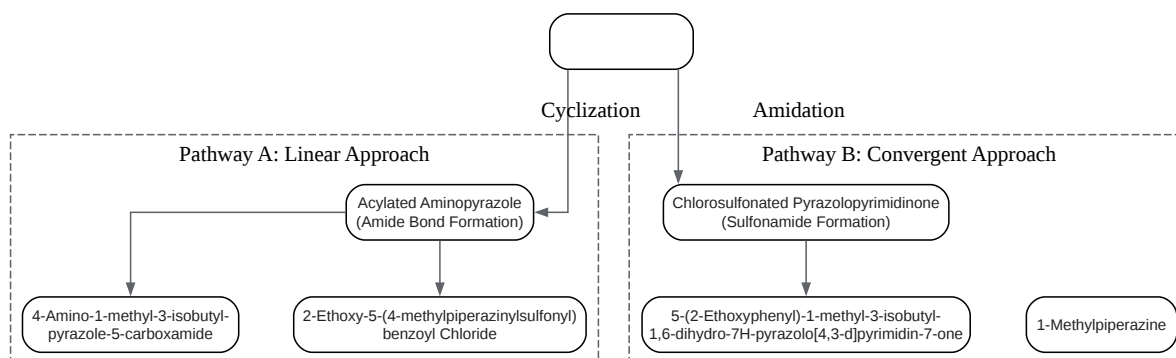 Cyclization
Amidation
Pathway A: Linear Approach
Acylated Aminopyrazole
(Amide Bond Formation)
4-Amino-1-methyl-3-isobutyl-
pyrazole-5-carboxamide
2-Ethoxy-5-(4-methylpiperazinylsulfonyl)
benzoyl Chloride
Pathway B: Convergent Approach
Chlorosulfonated Pyrazolopyrimidinone
(Sulfonamide Formation)
5-(2-Ethoxyphenyl)-1-methyl-3-isobutyl-
1,6-dihydro-7H-pyrazolo[4,3-d]pyrimidin-7-one
1-Methylpiperazine